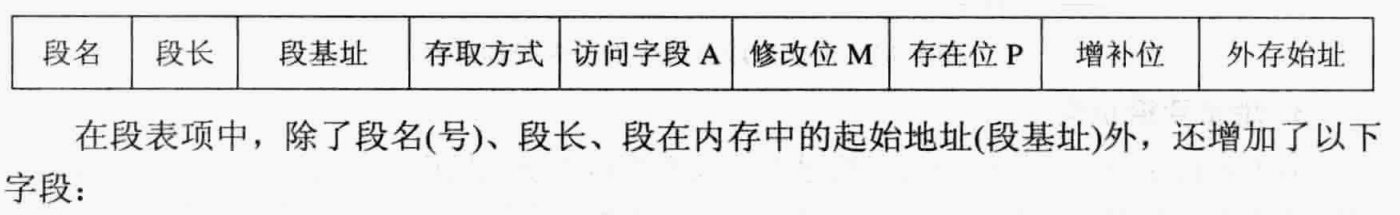 段名 段长 段基址 存取方式 访问字段 A 修改位 M 存在位 P 增补位 外存始址
在段表项中，除了段名(号)、段长、段在内存中的起始地址(段基址)外，还增加了以下
字段：